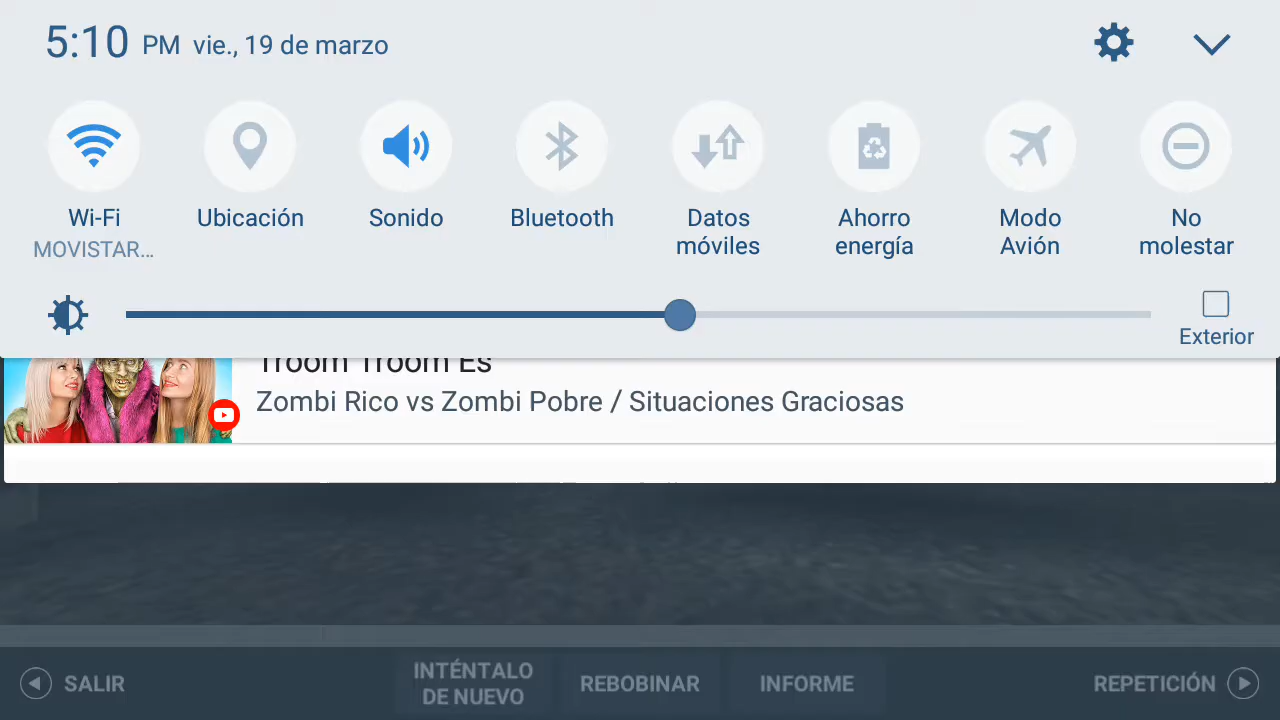 5:10 PM vie., 19 de marzo
Wi-Fi
MOVISTAR...
Ubicación
Sonido
Bluetooth
Datos
móviles
Ahorro
energía
Modo
Avión
No
molestar
Exterior
Troom Troom Es
Zombi Rico vs Zombi Pobre / Situaciones Graciosas
SALIR
INTÉNTALO
DE NUEVO
REBOBINAR
INFORME
REPETICIÓN